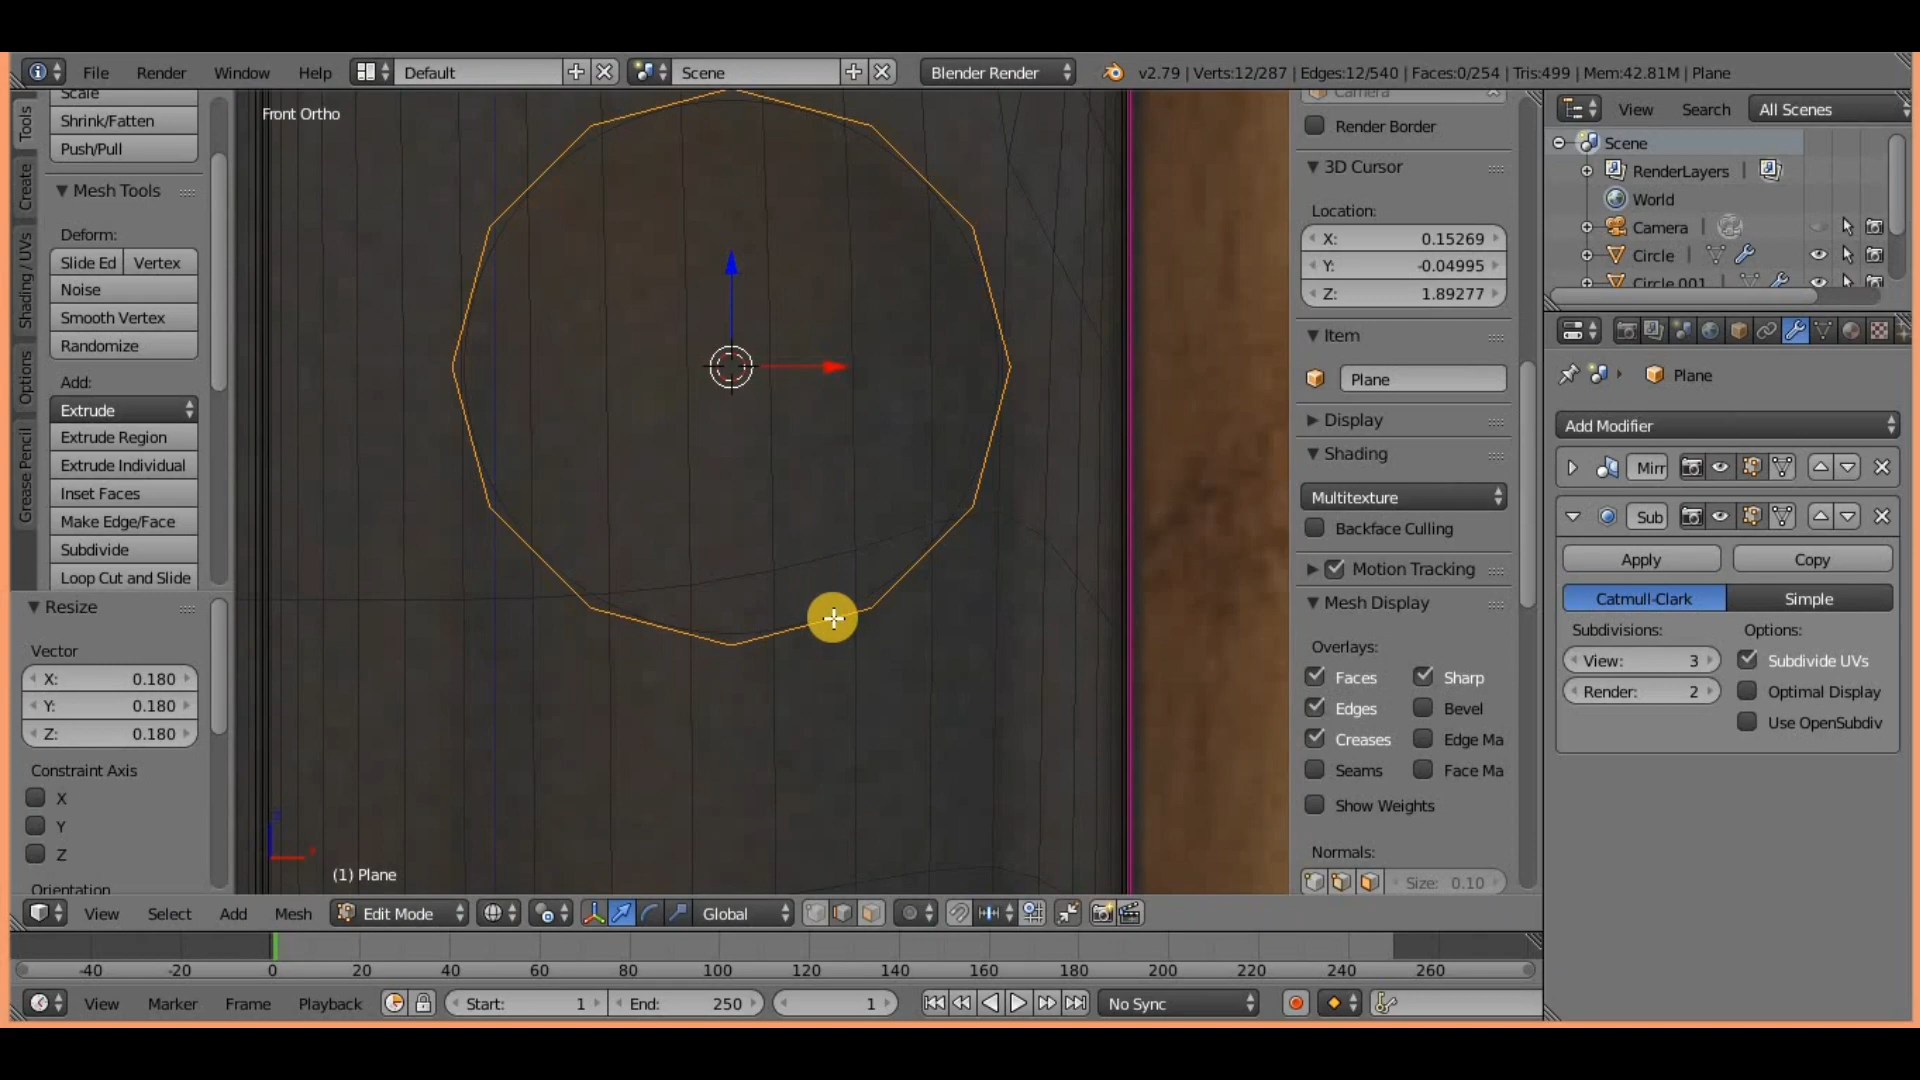 File Render Window Help Default Scene Blender Render v2.79 | Verts:12/287 | Edges:12/540 | Faces:0/254 | Tris:499 | Mem:42.81M | Plane
Tools
Create
Shading / UVs
Options
Grease Pencil
Scale
Shrink/Fatten
Push/Pull
Mesh Tools
Deform:
Slide Ed Vertex
Noise
Smooth Vertex
Randomize
Add:
Extrude
Extrude Region
Extrude Individual
Inset Faces
Make Edge/Face
Subdivide
Loop Cut and Slide
Resize
Vector
X: 0.180
Y: 0.180
Z: 0.180
Constraint Axis
X
Y
Z
Orientation
Front Ortho
(1) Plane
Camera
Render Border
3D Cursor
Location:
X: 0.15269
Y: -0.04995
Z: 1.89277
Item
Plane
Display
Shading
Multitexture
Backface Culling
Motion Tracking
Mesh Display
Overlays:
Faces Sharp
Edges Bevel
Creases Edge Ma
Seams Face Ma
Show Weights
Normals:
Size: 0.10
View Search All Scenes
Scene
RenderLayers |
World
Camera |
Circle |
Circle.001 |
Plane
Add Modifier
Mirr
Sub
Apply Copy
Catmull-Clark Simple
Subdivisions: Options:
View: 3 Subdivide UVs
Render: 2 Optimal Display
Use OpenSubdiv
View Select Add Mesh Edit Mode Global
-40 -20 0 20 40 60 80 100 120 140 160 180 200 220 240 260
View Marker Frame Playback Start: 1 End: 250 1 No Sync